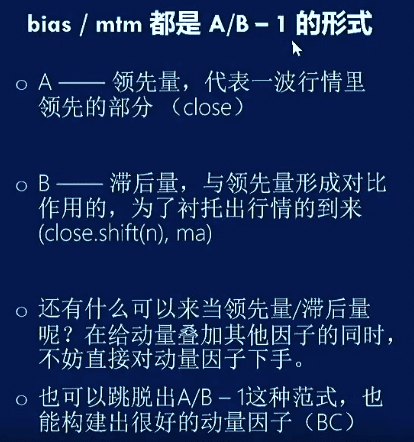 bias / mtm 都是 A/B – 1 的形式
○ A —— 领先量，代表一波行情里
领先的部分 （close）
○ B —— 滞后量，与领先量形成对比
作用的，为了衬托出行情的到来
(close.shift(n), ma)
○ 还有什么可以来当领先量/滞后量
呢？在给动量叠加其他因子的同时，
不妨直接对动量因子下手。
○ 也可以跳脱出A/B – 1这种范式，也
能构建出很好的动量因子（BC）